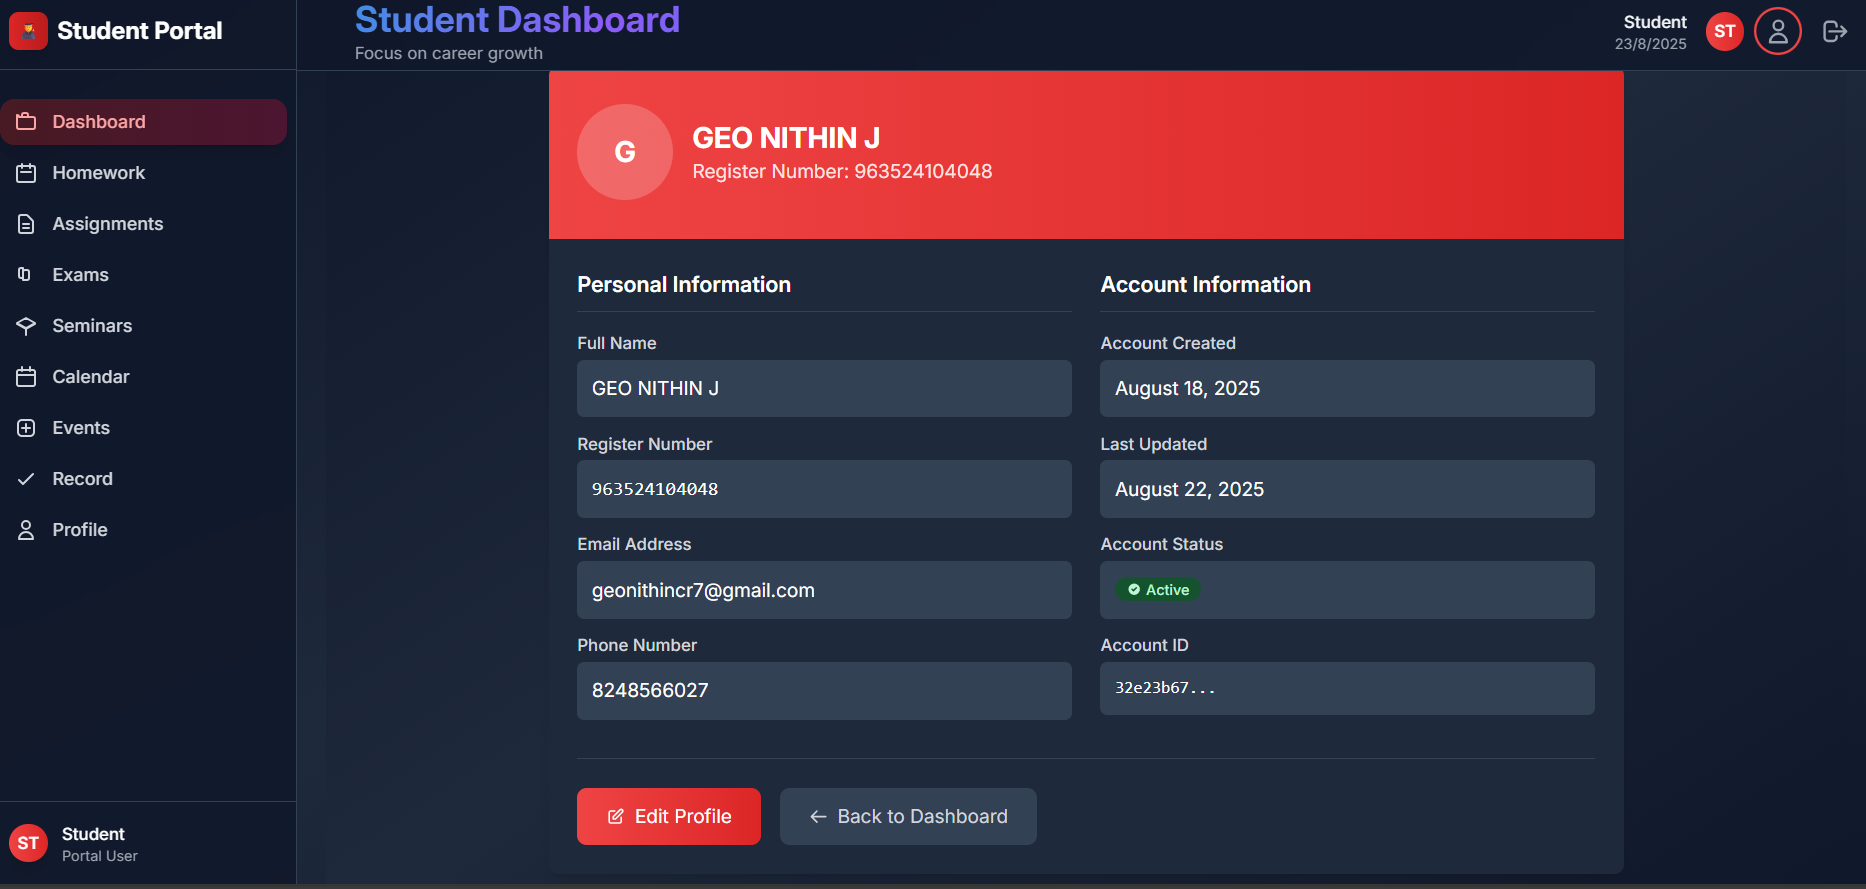 Student Portal
Student Dashboard
Focus on career growth
Student
23/8/2025
ST
Dashboard
Homework
Assignments
Exams
Seminars
Calendar
Events
Record
Profile
Student
Portal User
ST
G
GEO NITHIN J
Register Number: 963524104048
Personal Information
Full Name
GEO NITHIN J
Register Number
963524104048
Email Address
geonithincr7@gmail.com
Phone Number
8248566027
Account Information
Account Created
August 18, 2025
Last Updated
August 22, 2025
Account Status
Active
Account ID
32e23b67...
Edit Profile
Back to Dashboard